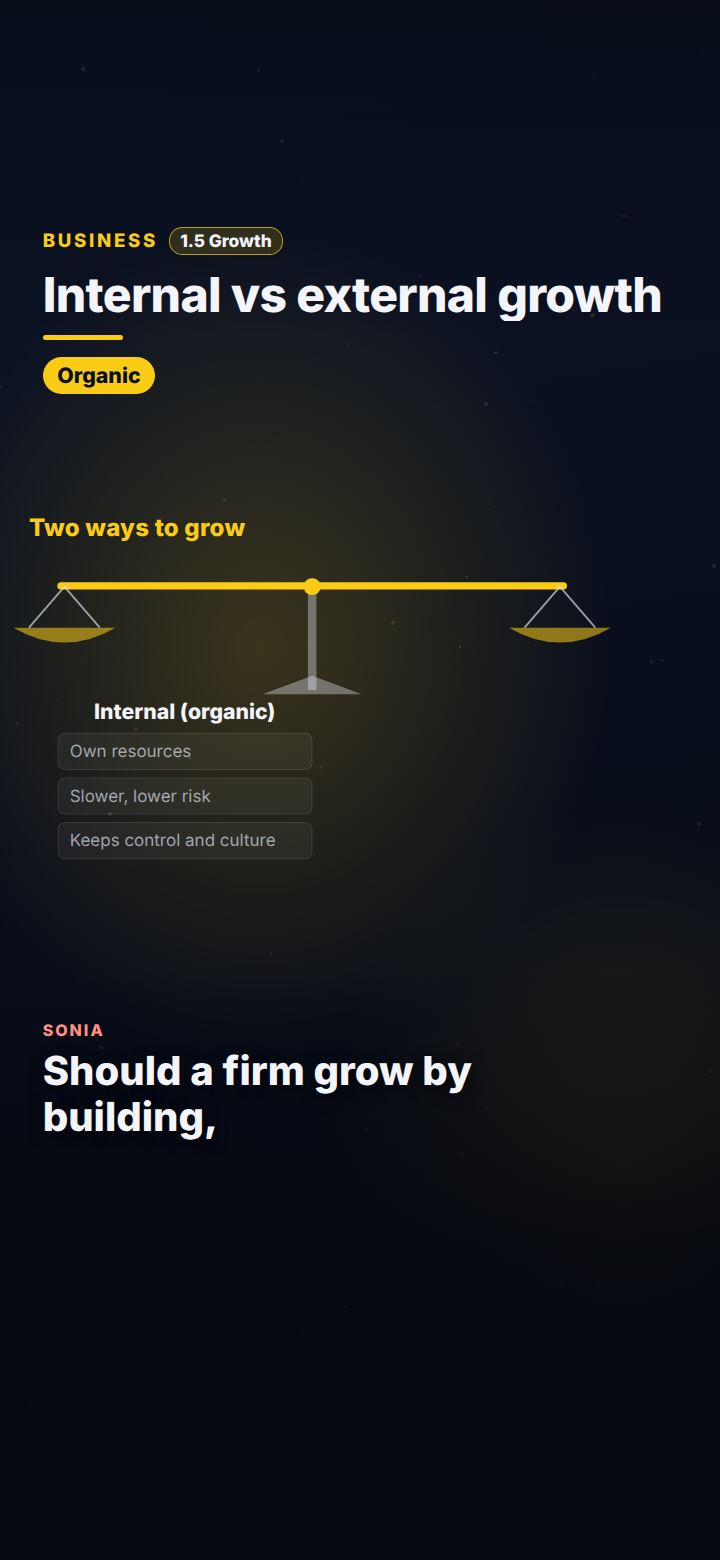 BUSINESS 1.5 Growth
Internal vs external growth
Organic
Two ways to grow
Internal (organic)
Own resources
Slower, lower risk
Keeps control and culture
SONIA
Should a firm grow by
building,